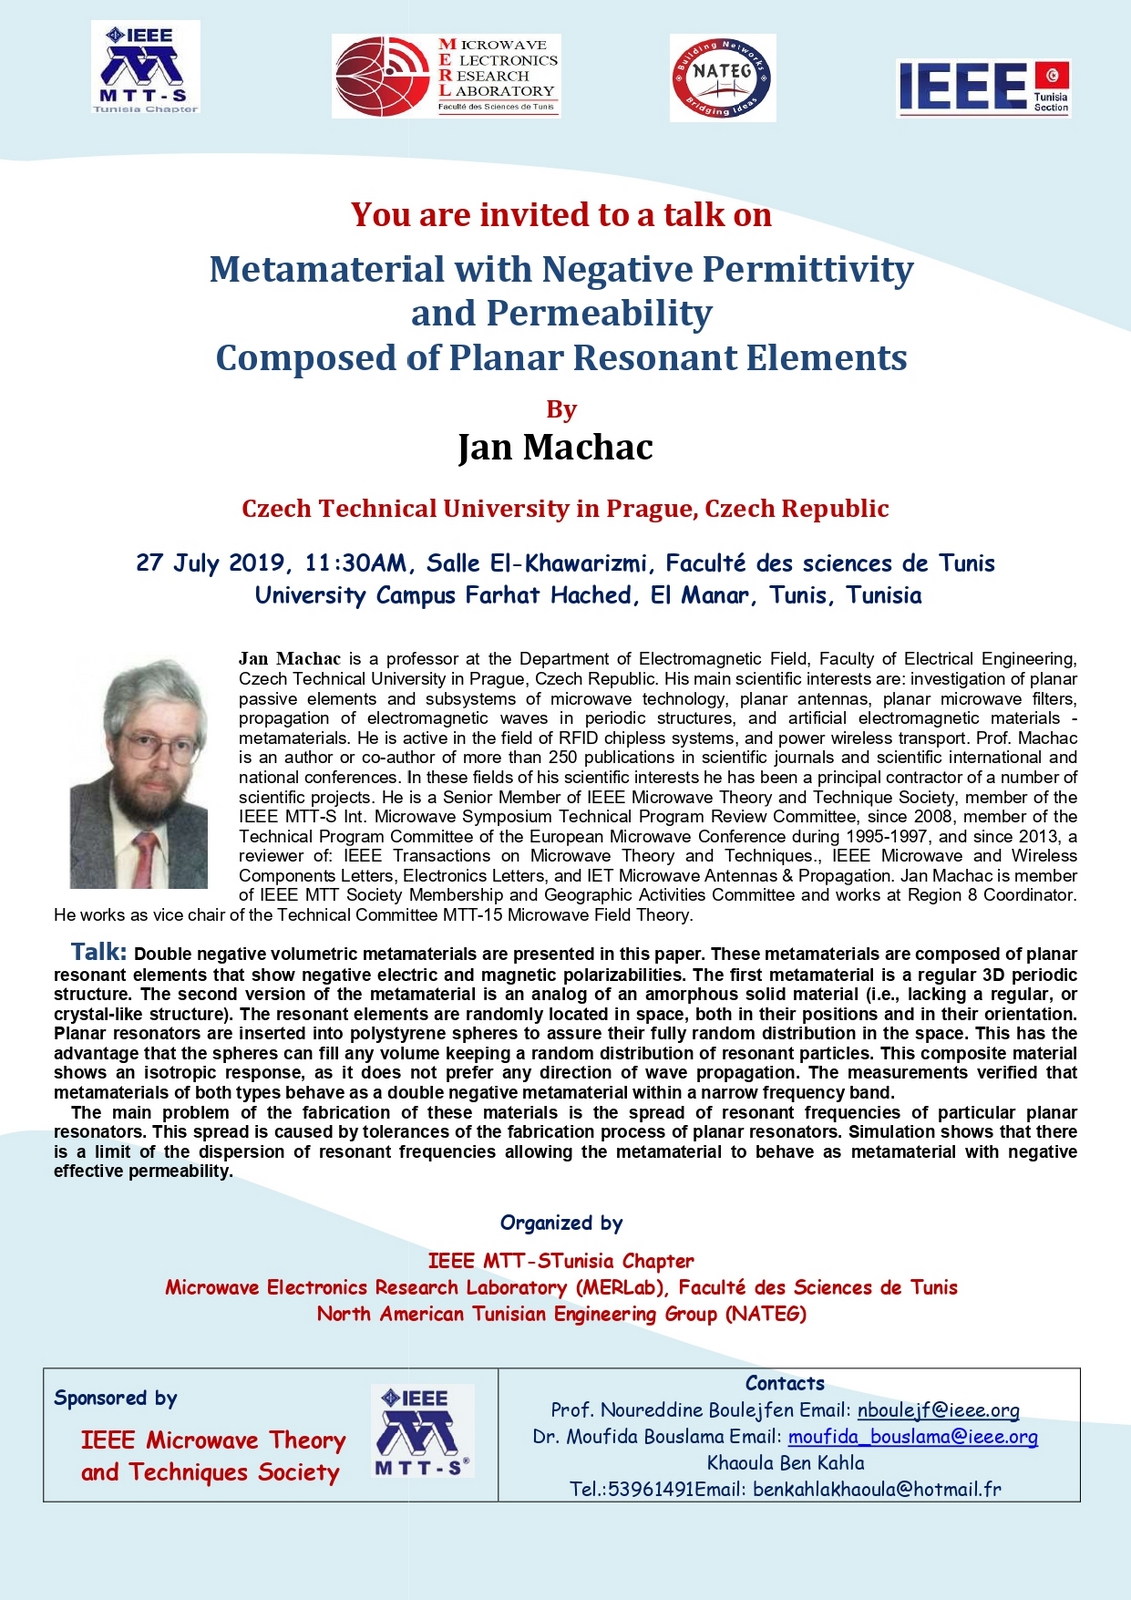 IEEE
MTT-S
Tunisia Chapter
MICROWAVE
ELECTRONICS
RESEARCH
LABORATORY
Faculté des Sciences de Tunis
Building Networks
NATEG
Bridging Ideas
IEEE
Tunisia
Section
You are invited to a talk on
Metamaterial with Negative Permittivity
and Permeability
Composed of Planar Resonant Elements
By
Jan Machac
Czech Technical University in Prague, Czech Republic
27 July 2019, 11:30AM, Salle El-Khawarizmi, Faculté des sciences de Tunis
University Campus Farhat Hached, El Manar, Tunis, Tunisia
Jan Machac is a professor at the Department of Electromagnetic Field, Faculty of Electrical Engineering,
Czech Technical University in Prague, Czech Republic. His main scientific interests are: investigation of planar
passive elements and subsystems of microwave technology, planar antennas, planar microwave filters,
propagation of electromagnetic waves in periodic structures, and artificial electromagnetic materials -
metamaterials. He is active in the field of RFID chipless systems, and power wireless transport. Prof. Machac
is an author or co-author of more than 250 publications in scientific journals and scientific international and
national conferences. In these fields of his scientific interests he has been a principal contractor of a number of
scientific projects. He is a Senior Member of IEEE Microwave Theory and Technique Society, member of the
IEEE MTT-S Int. Microwave Symposium Technical Program Review Committee, since 2008, member of the
Technical Program Committee of the European Microwave Conference during 1995-1997, and since 2013, a
reviewer of: IEEE Transactions on Microwave Theory and Techniques., IEEE Microwave and Wireless
Components Letters, Electronics Letters, and IET Microwave Antennas & Propagation. Jan Machac is member
of IEEE MTT Society Membership and Geographic Activities Committee and works at Region 8 Coordinator.
He works as vice chair of the Technical Committee MTT-15 Microwave Field Theory.
Talk: Double negative volumetric metamaterials are presented in this paper. These metamaterials are composed of planar
resonant elements that show negative electric and magnetic polarizabilities. The first metamaterial is a regular 3D periodic
structure. The second version of the metamaterial is an analog of an amorphous solid material (i.e., lacking a regular, or
crystal-like structure). The resonant elements are randomly located in space, both in their positions and in their orientation.
Planar resonators are inserted into polystyrene spheres to assure their fully random distribution in the space. This has the
advantage that the spheres can fill any volume keeping a random distribution of resonant particles. This composite material
shows an isotropic response, as it does not prefer any direction of wave propagation. The measurements verified that
metamaterials of both types behave as a double negative metamaterial within a narrow frequency band.
The main problem of the fabrication of these materials is the spread of resonant frequencies of particular planar
resonators. This spread is caused by tolerances of the fabrication process of planar resonators. Simulation shows that there
is a limit of the dispersion of resonant frequencies allowing the metamaterial to behave as metamaterial with negative
effective permeability.
Organized by
IEEE MTT-STunisia Chapter
Microwave Electronics Research Laboratory (MERLab), Faculté des Sciences de Tunis
North American Tunisian Engineering Group (NATEG)
Sponsored by
IEEE Microwave Theory
and Techniques Society
IEEE
MTT-S®
Contacts
Prof. Noureddine Boulejfen Email: nboulejf@ieee.org
Dr. Moufida Bouslama Email: moufida_bouslama@ieee.org
Khaoula Ben Kahla
Tel.:53961491Email: benkahlakhaoula@hotmail.fr